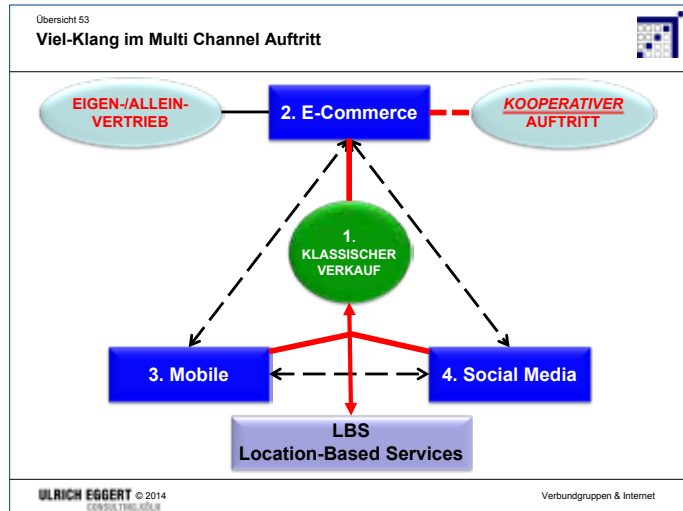 Übersicht 53
Viel-Klang im Multi Channel Auftritt
EIGEN-/ALLEIN-
VERTRIEB
2. E-Commerce
KOOPERATIVER
AUFTRITT
1.
KLASSISCHER
VERKAUF
3. Mobile
4. Social Media
LBS
Location-Based Services
ULRICH EGGERT © 2014
CONSULTING.KÖLN
Verbundgruppen & Internet